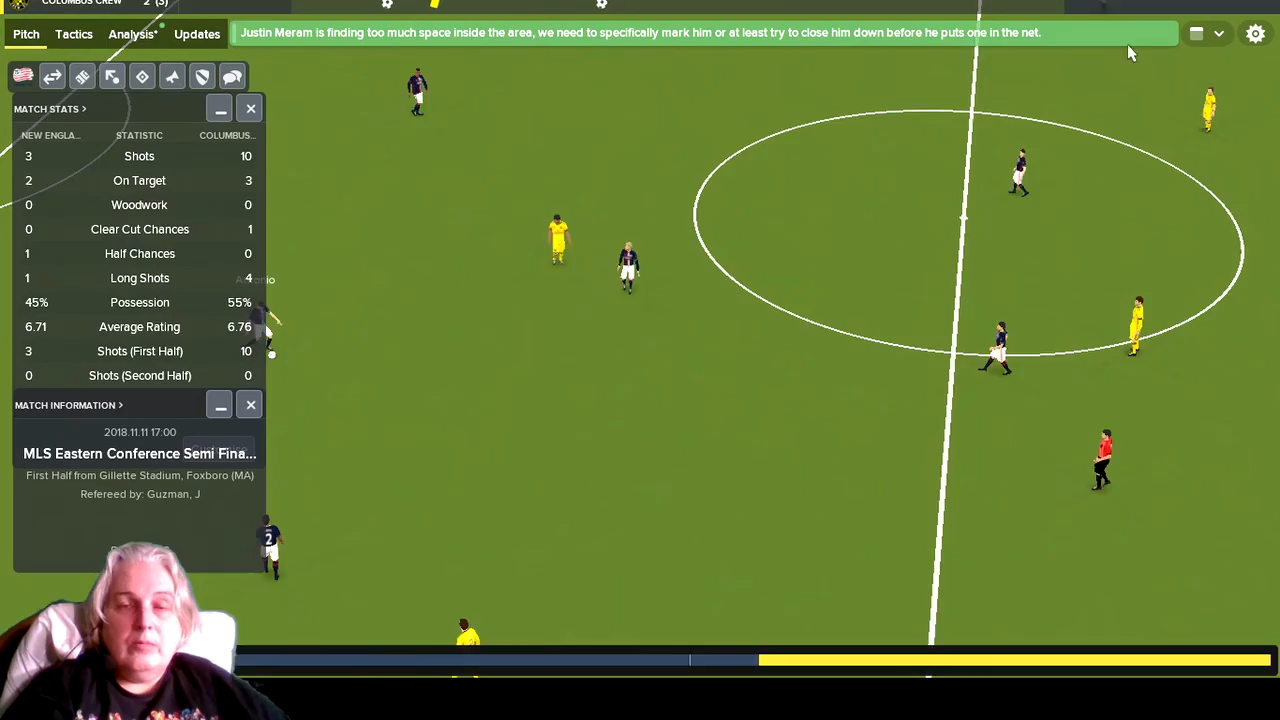 COLUMBUS CREW 2 (3)
Pitch Tactics Analysis* Updates
Justin Meram is finding too much space inside the area, we need to specifically mark him or at least try to close him down before he puts one in the net.
MATCH STATS >
NEW ENGLA... STATISTIC COLUMBUS...
3 Shots 10
2 On Target 3
0 Woodwork 0
0 Clear Cut Chances 1
1 Half Chances 0
1 Long Shots 4
45% Possession 55%
6.71 Average Rating 6.76
3 Shots (First Half) 10
0 Shots (Second Half) 0
MATCH INFORMATION >
2018.11.11 17:00
MLS Eastern Conference Semi Fina...
First Half from Gillette Stadium, Foxboro (MA)
Refereed by: Guzman, J
2